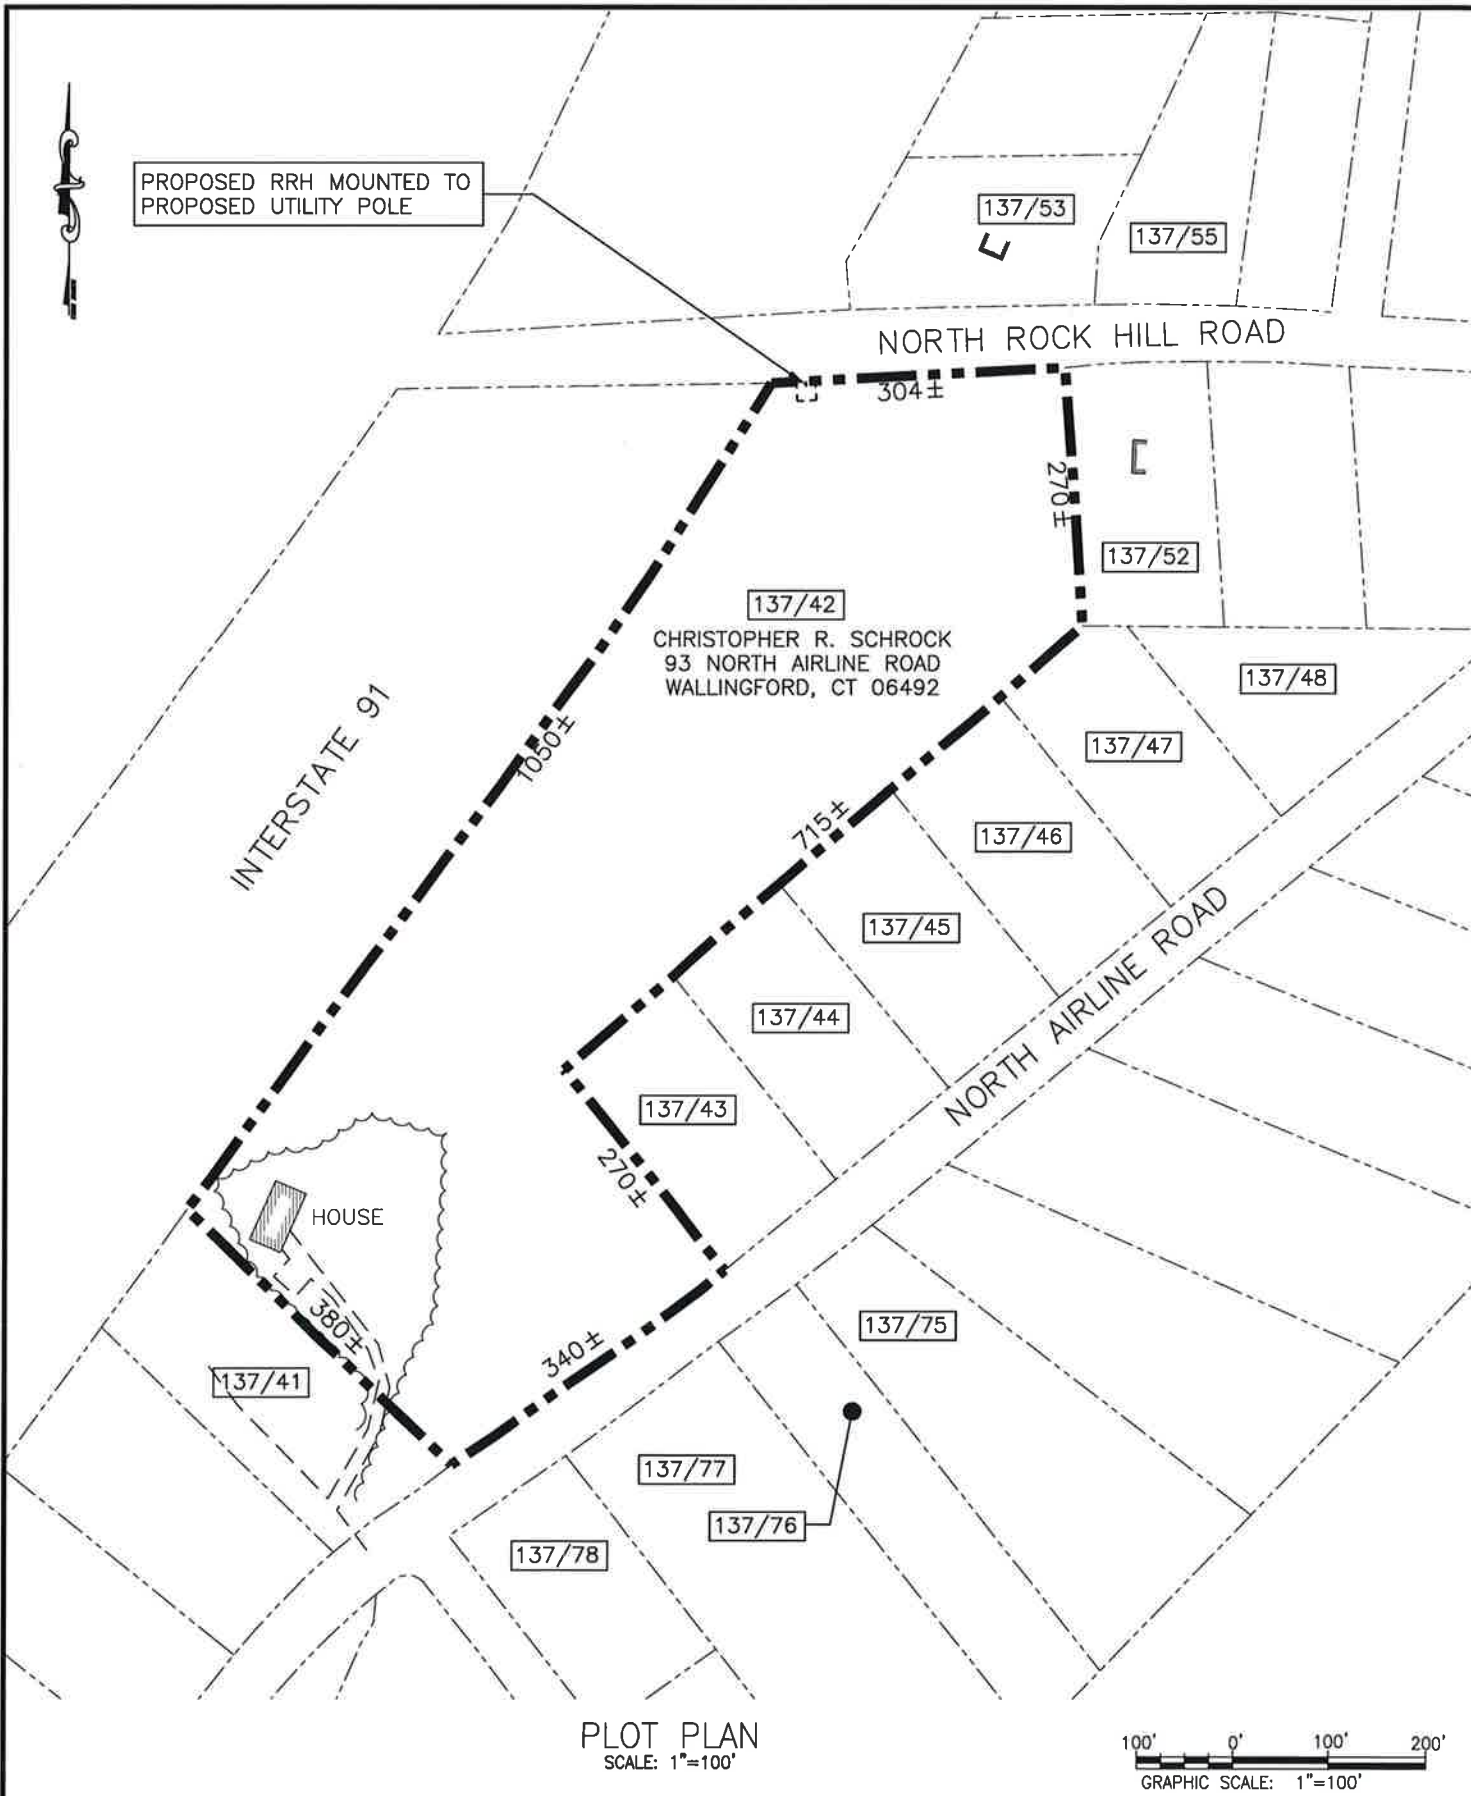 PROPOSED RRH MOUNTED TO
PROPOSED UTILITY POLE
137/53
137/55
NORTH ROCK HILL ROAD
304±
270±
137/52
137/42
CHRISTOPHER R. SCHROCK
93 NORTH AIRLINE ROAD
WALLINGFORD, CT 06492
137/48
137/47
INTERSTATE 91
1050±
715±
137/46
137/45
137/44
NORTH AIRLINE ROAD
137/43
270±
HOUSE
380±
340±
137/75
137/41
137/77
137/76
137/78
PLOT PLAN
SCALE: 1"=100'
100' 0' 100' 200'
GRAPHIC SCALE: 1"=100'